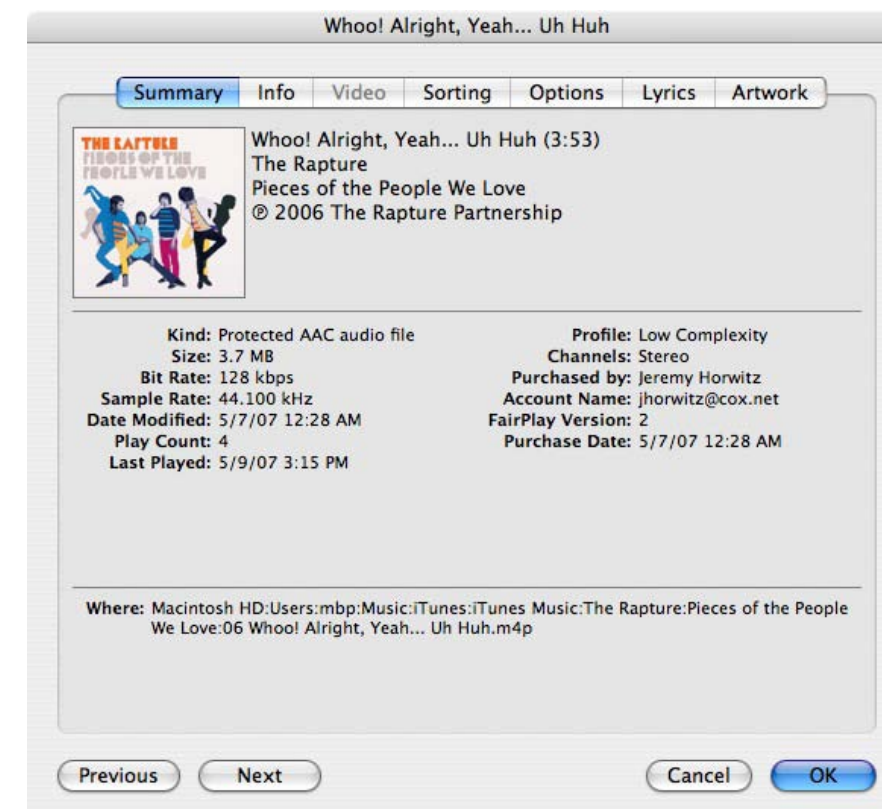 Whoo! Alright, Yeah... Uh Huh
Summary Info Video Sorting Options Lyrics Artwork
THE RAPTURE
PIECES OF THE
PEOPLE WE LOVE
Whoo! Alright, Yeah... Uh Huh (3:53)
The Rapture
Pieces of the People We Love
℗ 2006 The Rapture Partnership
Kind: Protected AAC audio file
Size: 3.7 MB
Bit Rate: 128 kbps
Sample Rate: 44.100 kHz
Date Modified: 5/7/07 12:28 AM
Play Count: 4
Last Played: 5/9/07 3:15 PM
Profile: Low Complexity
Channels: Stereo
Purchased by: Jeremy Horwitz
Account Name: jhorwitz@cox.net
FairPlay Version: 2
Purchase Date: 5/7/07 12:28 AM
Where: Macintosh HD:Users:mbp:Music:iTunes:iTunes Music:The Rapture:Pieces of the People
We Love:06 Whoo! Alright, Yeah... Uh Huh.m4p
Previous Next Cancel OK